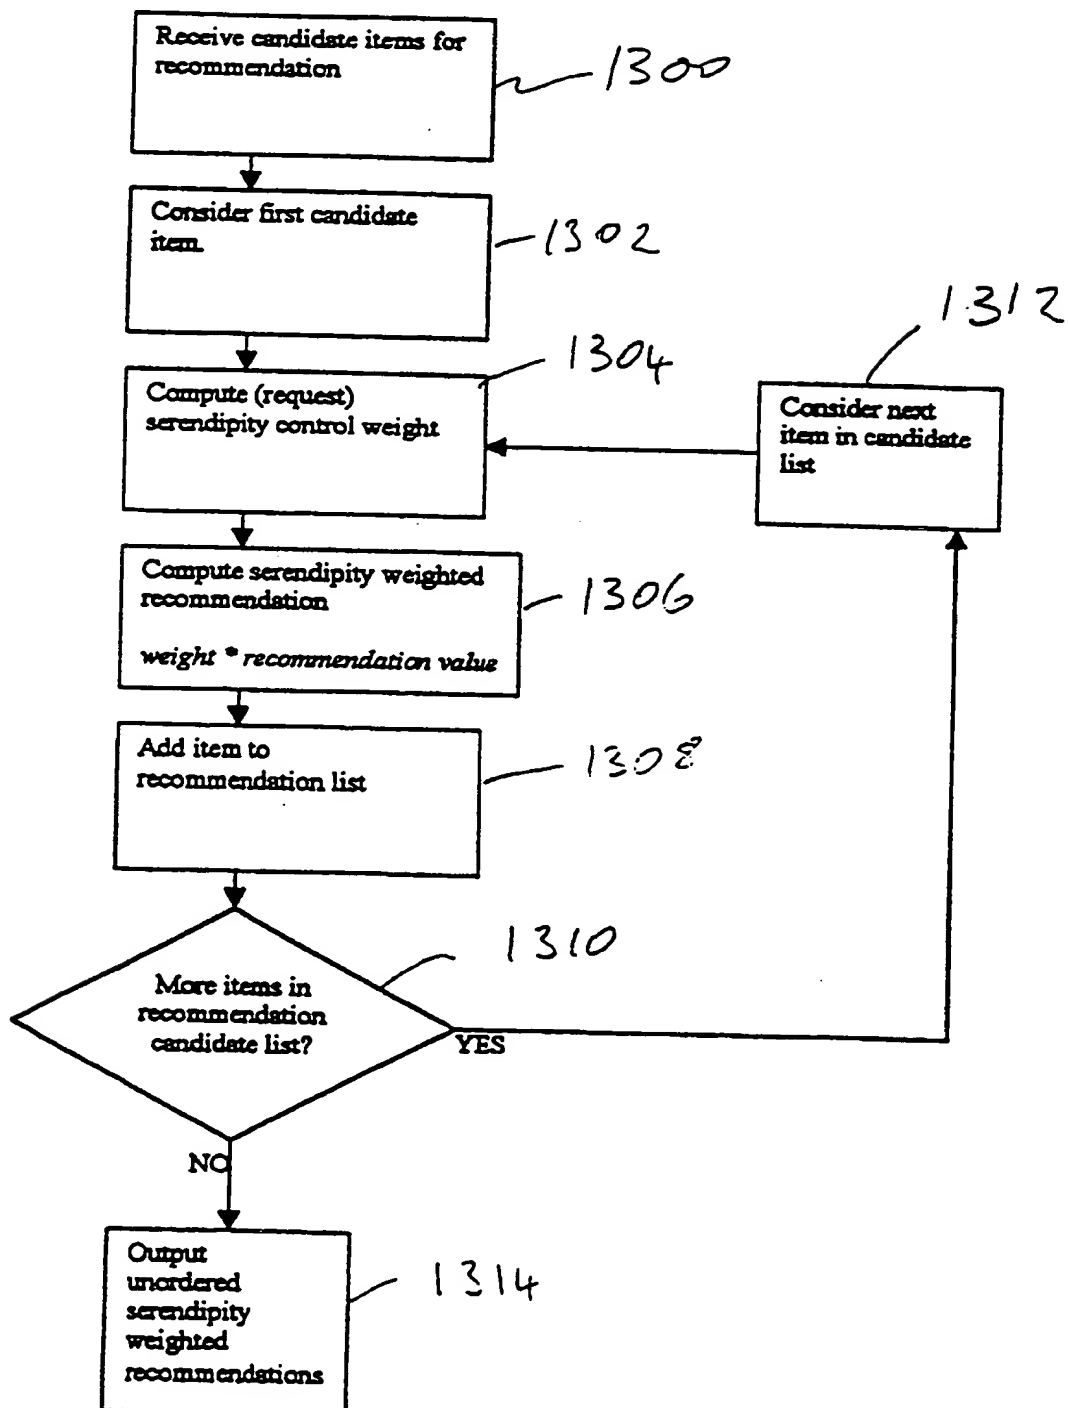 Receive candidate items for
recommendation
1300
Consider first candidate
item.
1302
1312
1304
Compute (request)
serendipity control weight
Consider next
item in candidate
list
Compute serendipity weighted
recommendation
weight * recommendation value
1306
Add item to
recommendation list
1308
1310
More items in
recommendation
candidate list?
YES
NO
Output
unordered
serendipity
weighted
recommendations
1314